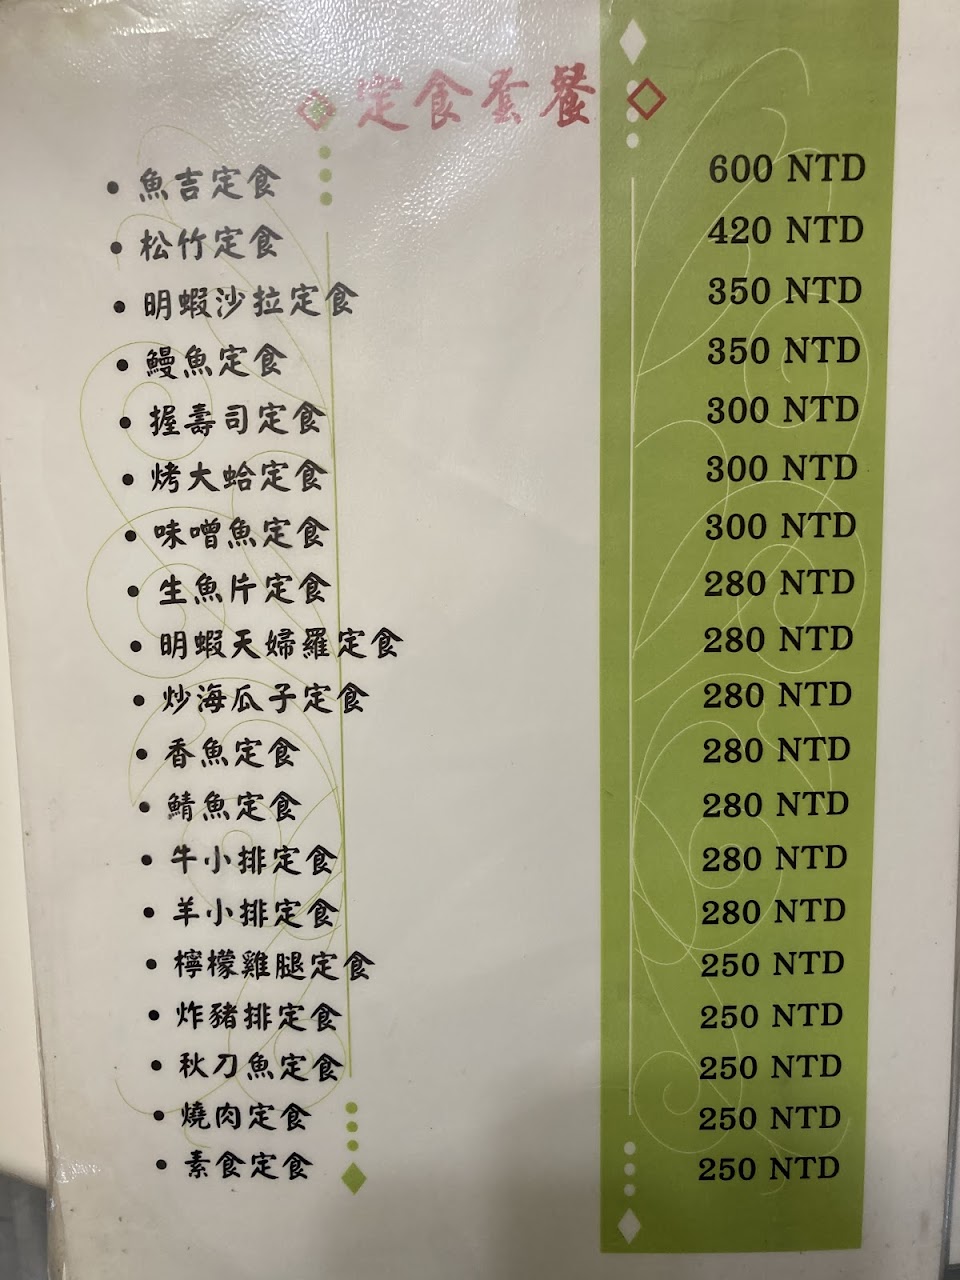 定食套餐
• 魚吉定食 600 NTD
• 松竹定食 420 NTD
• 明蝦沙拉定食 350 NTD
• 鰻魚定食 350 NTD
• 握壽司定食 300 NTD
• 烤大蛤定食 300 NTD
• 味噌魚定食 300 NTD
• 生魚片定食 280 NTD
• 明蝦天婦羅定食 280 NTD
• 炒海瓜子定食 280 NTD
• 香魚定食 280 NTD
• 鯖魚定食 280 NTD
• 牛小排定食 280 NTD
• 羊小排定食 280 NTD
• 檸檬雞腿定食 250 NTD
• 炸豬排定食 250 NTD
• 秋刀魚定食 250 NTD
• 燒肉定食 250 NTD
• 素食定食 250 NTD